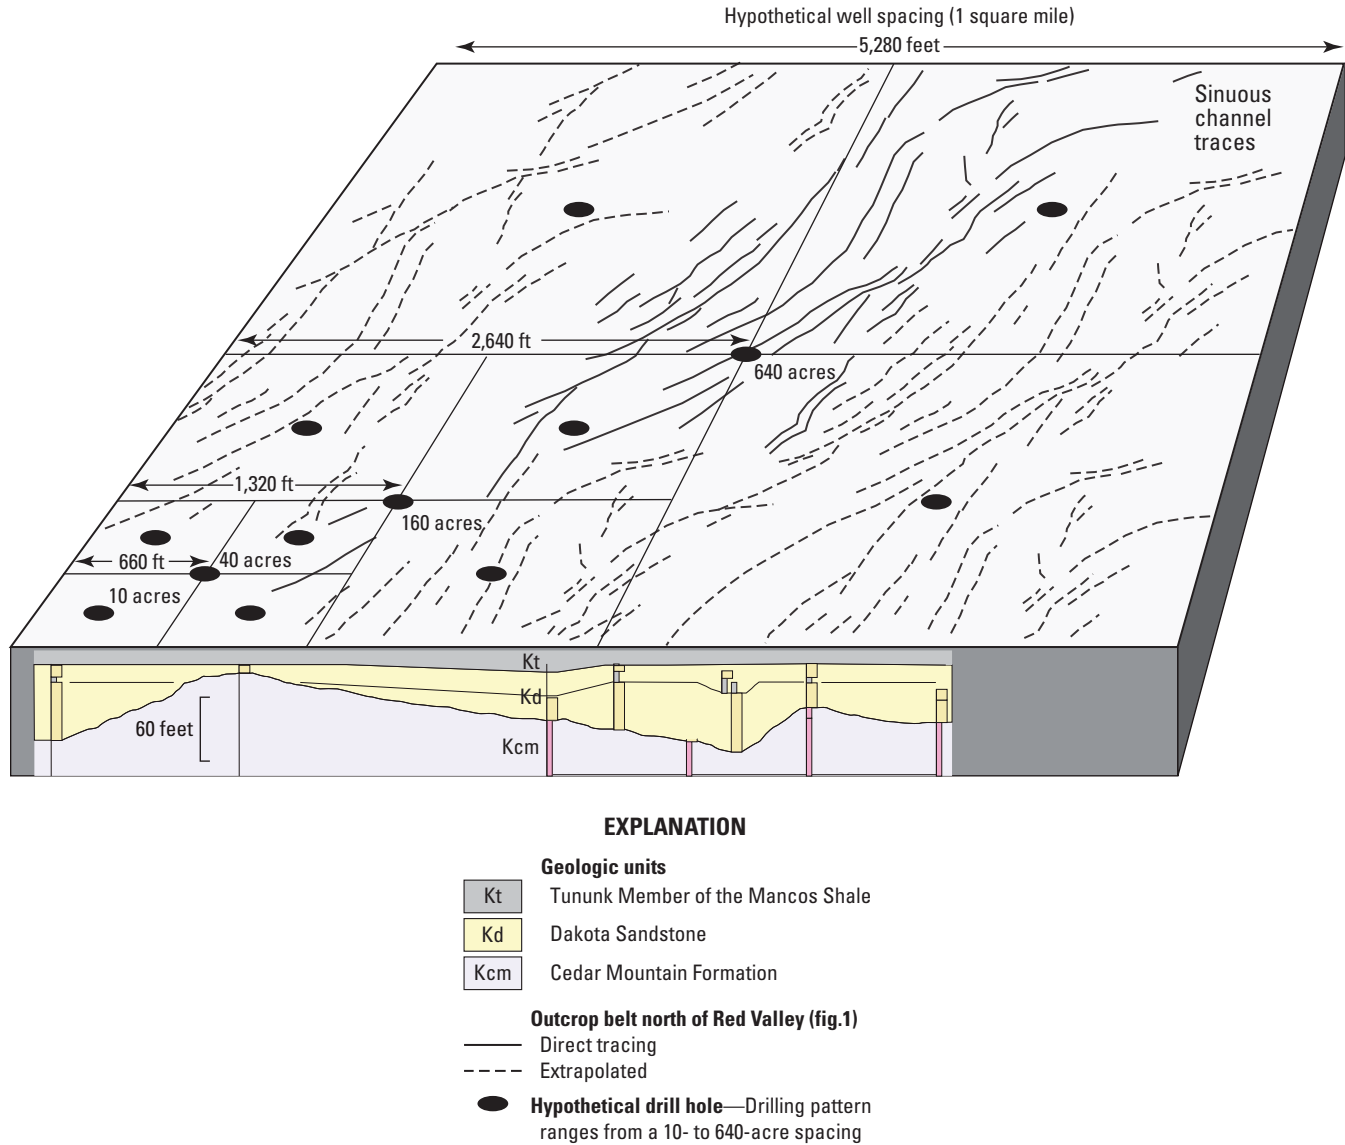 Hypothetical well spacing (1 square mile)
5,280 feet
Sinuous
channel
traces
2,640 ft
640 acres
1,320 ft
160 acres
660 ft
40 acres
10 acres
Kt
Kd
60 feet
Kcm
EXPLANATION
Geologic units
Kt Tununk Member of the Mancos Shale
Kd Dakota Sandstone
Kcm Cedar Mountain Formation
Outcrop belt north of Red Valley (fig.1)
Direct tracing
Extrapolated
Hypothetical drill hole—Drilling pattern
ranges from a 10- to 640-acre spacing